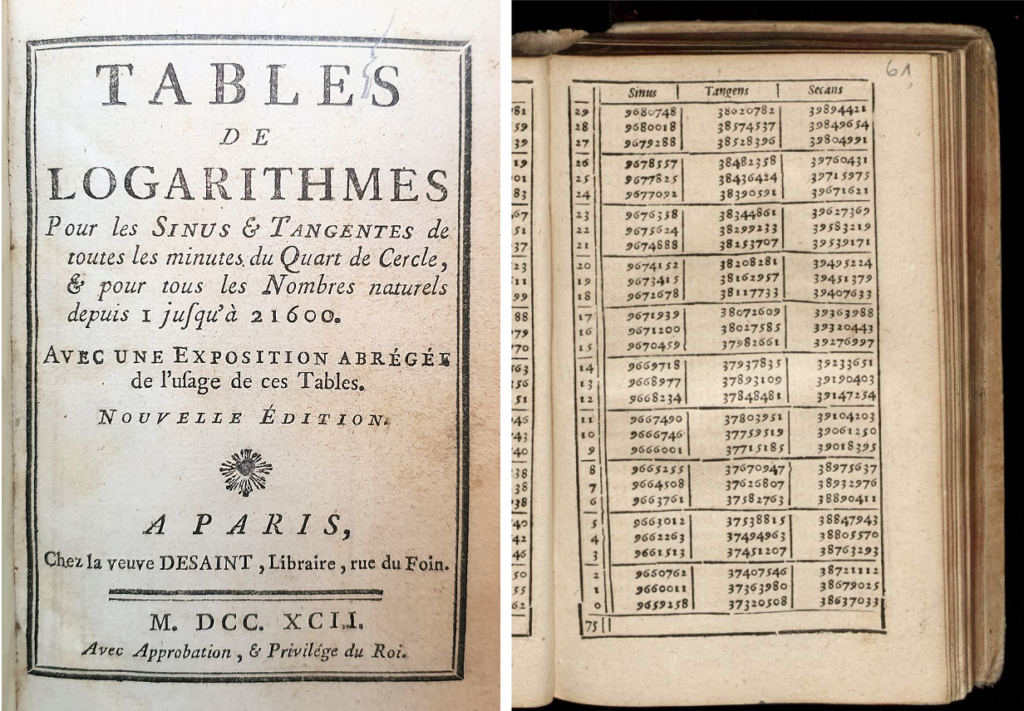 TABLES
DE
LOGARITHMES
Pour les SINUS & TANGENTES de
toutes les minutes du Quart de Cercle,
& pour tous les Nombres naturels
depuis 1 juſqu'à 21600.
AVEC UNE EXPOSITION ABRÉGÉE
de l'uſage de ces Tables.
NOUVELLE ÉDITION.
A PARIS,
Chez la veuve DESAINT, Libraire, rue du Foin.
M. DCC. XCII.
Avec Approbation, & Privilége du Roi.
61
Sinus Tangens Secans
29 9680748 38620782 39894421
28 9680018 38574537 39849654
27 9679288 38528396 39804991
26 9678557 38482358 39760431
25 9677825 38436424 39715975
24 9677092 38390591 39671621
23 9676358 38344861 39627369
22 9675624 38299233 39583219
21 9674888 38253707 39539171
20 9674152 38208281 39495224
19 9673415 38162957 39451379
18 9672678 38117733 39407633
17 9671939 38072609 39363988
16 9671200 38027585 39320443
15 9670459 37982661 39276997
14 9669718 37937835 39233651
13 9668977 37893109 39190403
12 9668234 37848481 39147254
11 9667490 37803951 39104203
10 9666746 37759519 39061250
9 9666001 37715185 39018395
8 9665255 37670947 38975637
7 9664508 37626807 38932976
6 9663761 37582763 38890411
5 9663012 37538815 38847943
4 9662263 37494963 38805570
3 9661513 37451207 38763293
2 9660762 37407546 38721112
1 9660011 37363980 38679025
0 9659258 37320508 38637033
75